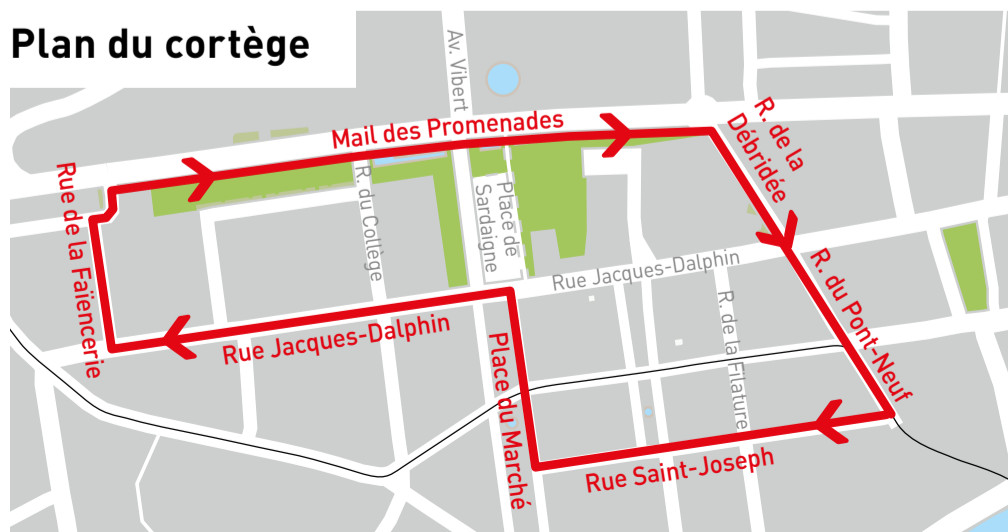 Plan du cortège
Av. Vibert
Mail des Promenades
R. de la
Débridée
Rue de la Faïencerie
R. du Collège
Place de
Sardaigne
Rue Jacques-Dalphin
R. du Pont-Neuf
R. de la Filature
Rue Jacques-Dalphin
Place du Marché
Rue Saint-Joseph